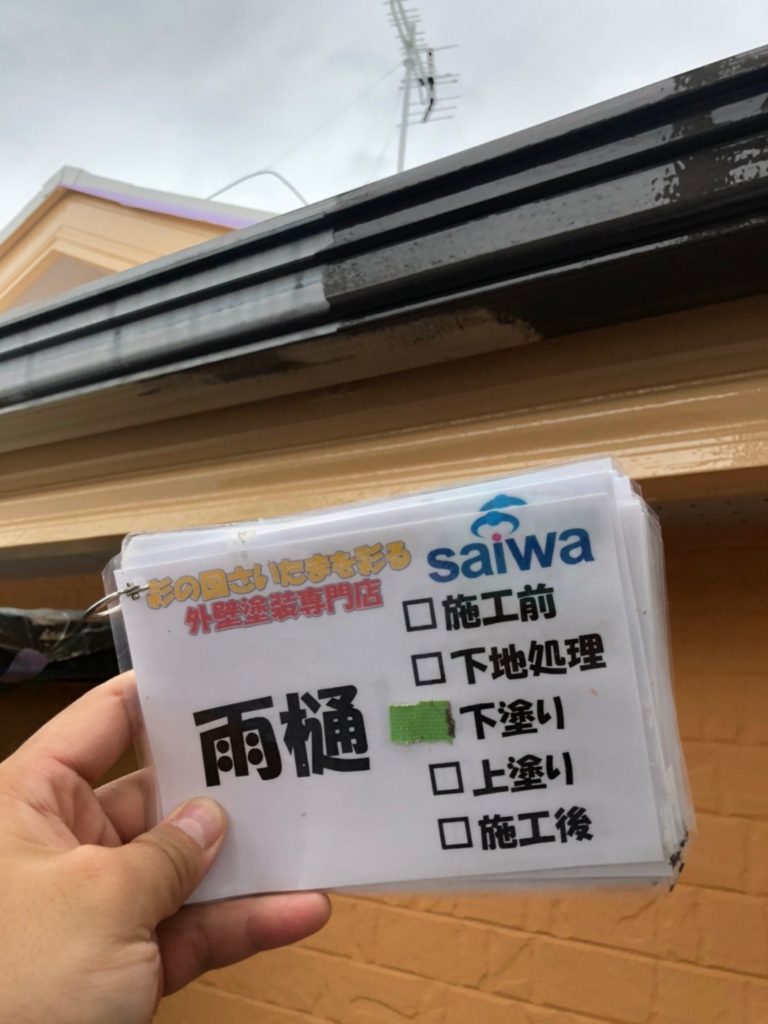 彩の国さいたまを彩る
外壁塗装専門店
saiwa
雨樋
□ 施工前
□ 下地処理
下塗り
□ 上塗り
□ 施工後